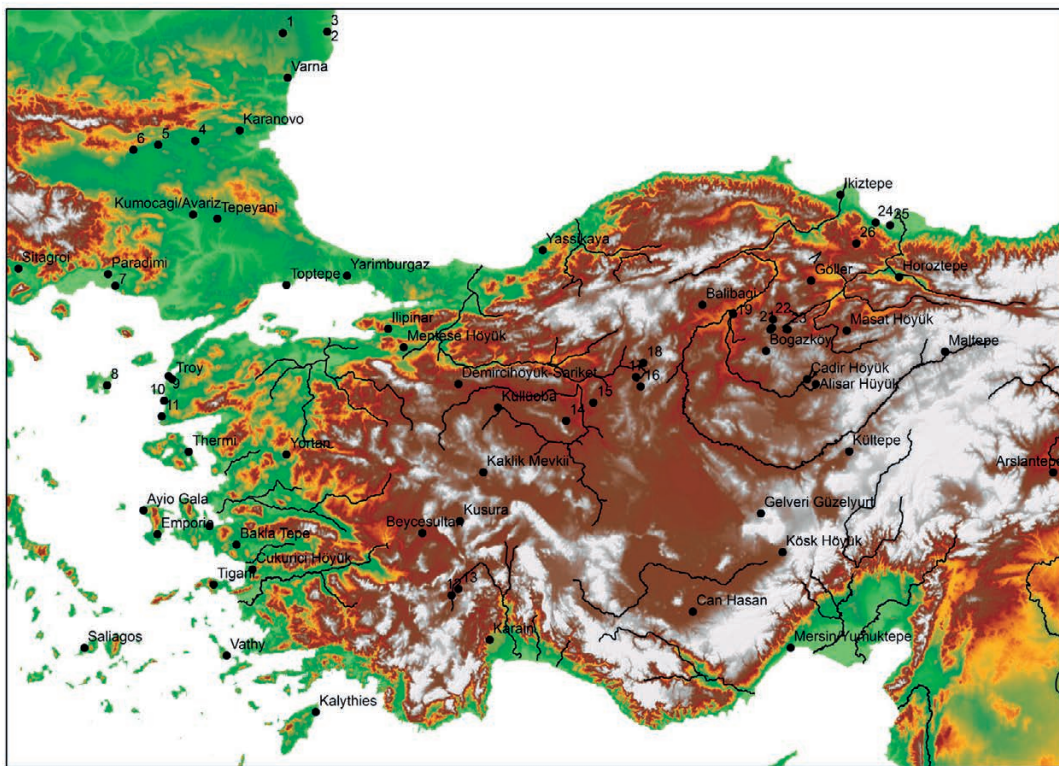 1
3
2
Varna
Karanovo
4
5
6
Ikiztepe
Kumocagi/Avariz
Tepeyani
24
25
26
Yassikaya
Sitagroi
Paradimi
7
Toptepe
Yarimburgaz
Göller
Horoztepe
Balibagi
19
22
21
23
Masat Höyük
Ilipinar
Mentese Höyük
Bogazköy
Maltepe
18
17
16
Troy
9
8
10
11
Demircihöyük-Sariket
Cadir Höyük
Alisar Hüyük
15
Küllüoba
14
Thermi
Yortan
Kültepe
Kaklik Mevkii
Arslantepe
Ayio Gala
Emporio
Beycesultan
Kusura
Gelveri Güzelyurt
Bakla Tepe
Kösk Höyük
Cukurici Höyük
Tigani
13
12
Can Hasan
Saliagos
Vathy
Karain
Mersin/Yumuktepe
Kalythies